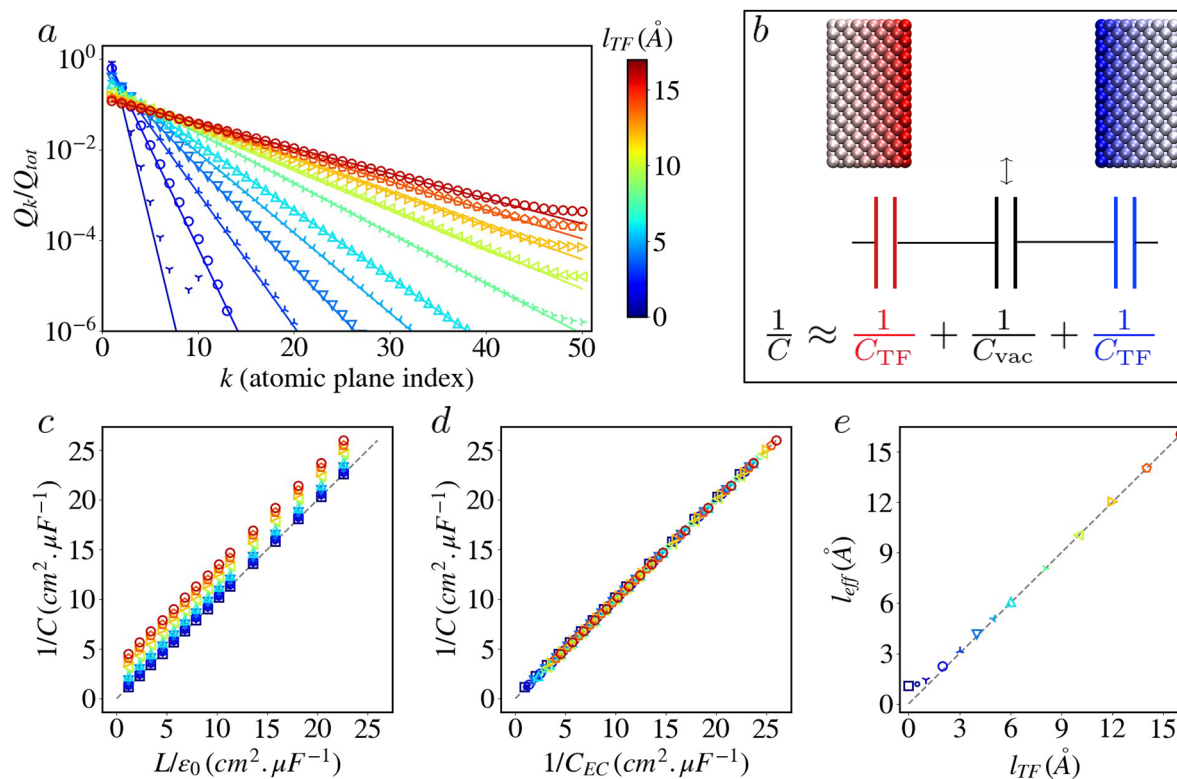 a
l_TF (Å)
10^0
10^-2
10^-4
10^-6
Q_k/Q_tot
0 10 20 30 40 50
k (atomic plane index)
15
10
5
0
b
1/C ≈ 1/C_TF + 1/C_vac + 1/C_TF
c
25
20
15
10
5
0
1/C (cm².μF⁻¹)
0 5 10 15 20 25
L/ε₀ (cm².μF⁻¹)
d
25
20
15
10
5
0
1/C (cm².μF⁻¹)
0 5 10 15 20 25
1/C_EC (cm².μF⁻¹)
e
15
12
9
6
3
0
l_eff (Å)
0 3 6 9 12 15
l_TF (Å)